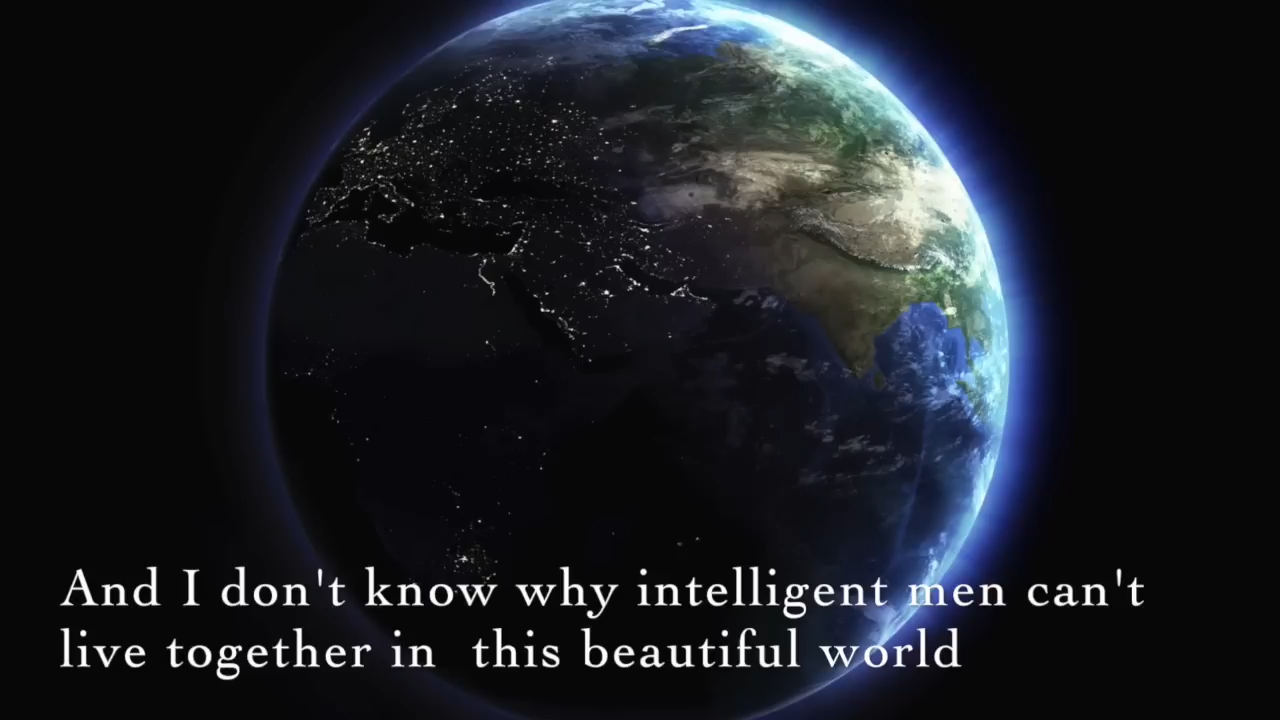 And I don't know why intelligent men can't
live together in  this beautiful world